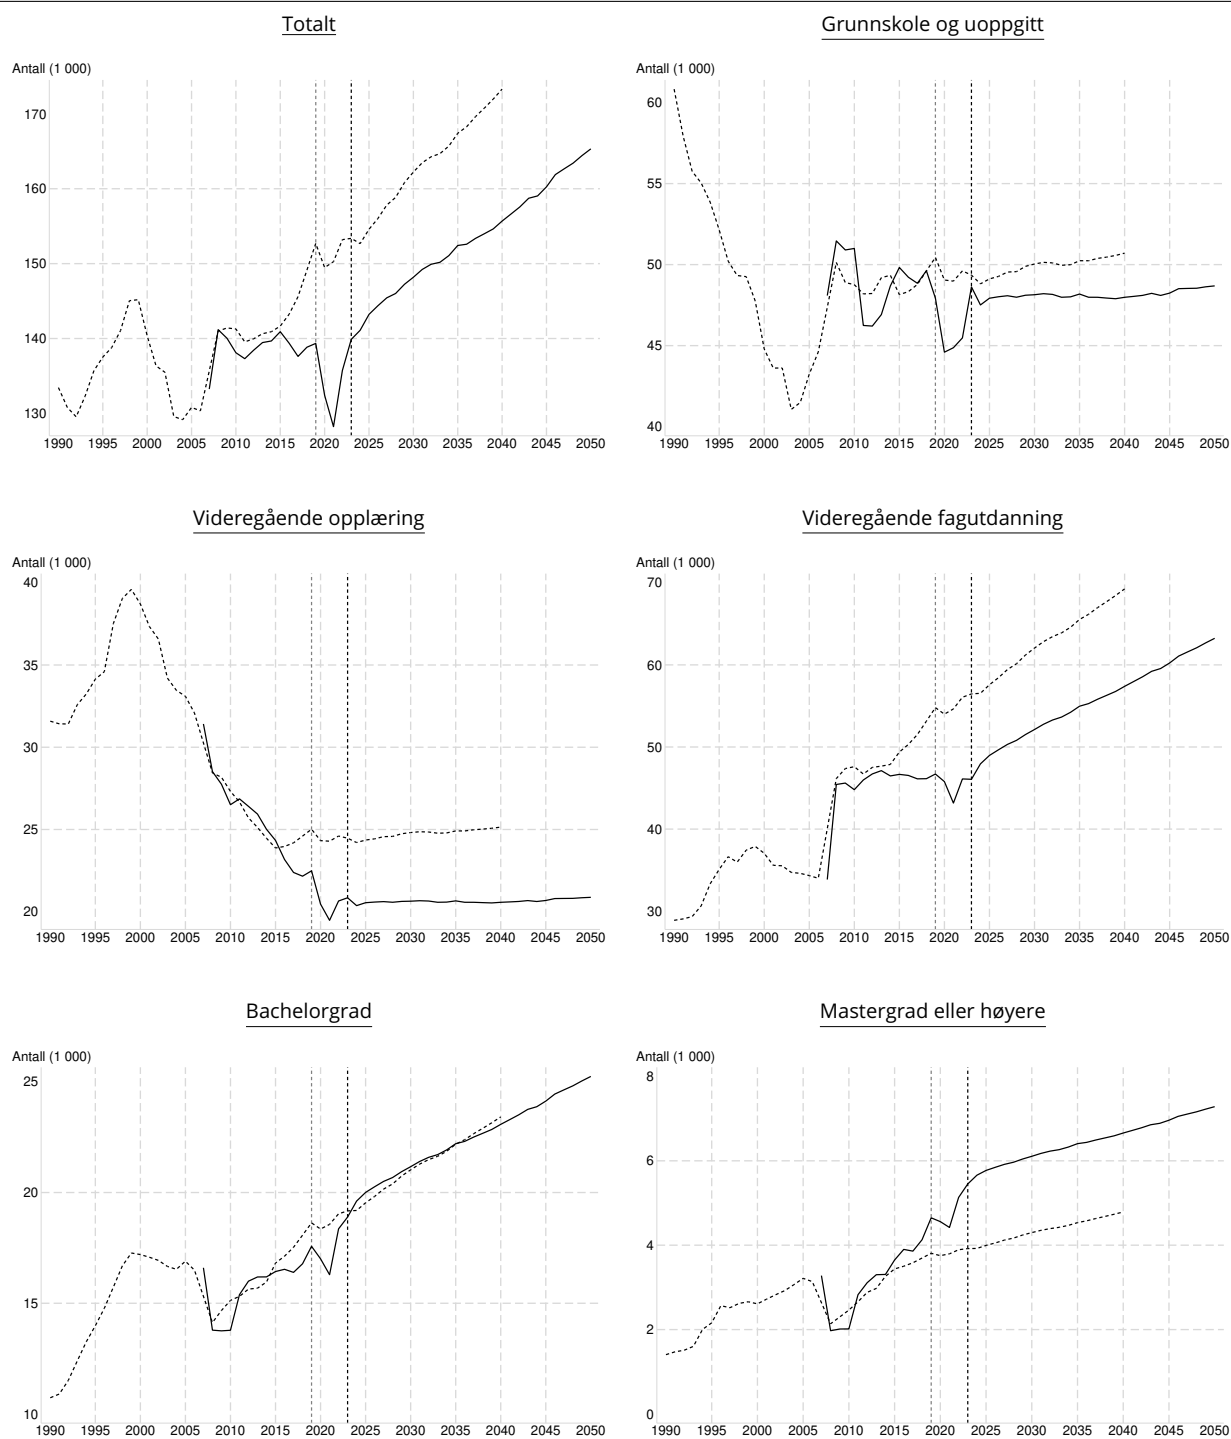 Totalt
Antall (1 000)
170
160
150
140
130
1990 1995 2000 2005 2010 2015 2020 2025 2030 2035 2040 2045 2050
Grunnskole og uoppgitt
Antall (1 000)
60
55
50
45
40
1990 1995 2000 2005 2010 2015 2020 2025 2030 2035 2040 2045 2050
Videregående opplæring
Antall (1 000)
40
35
30
25
20
1990 1995 2000 2005 2010 2015 2020 2025 2030 2035 2040 2045 2050
Videregående fagutdanning
Antall (1 000)
70
60
50
40
30
1990 1995 2000 2005 2010 2015 2020 2025 2030 2035 2040 2045 2050
Bachelorgrad
Antall (1 000)
25
20
15
10
1990 1995 2000 2005 2010 2015 2020 2025 2030 2035 2040 2045 2050
Mastergrad eller høyere
Antall (1 000)
8
6
4
2
0
1990 1995 2000 2005 2010 2015 2020 2025 2030 2035 2040 2045 2050